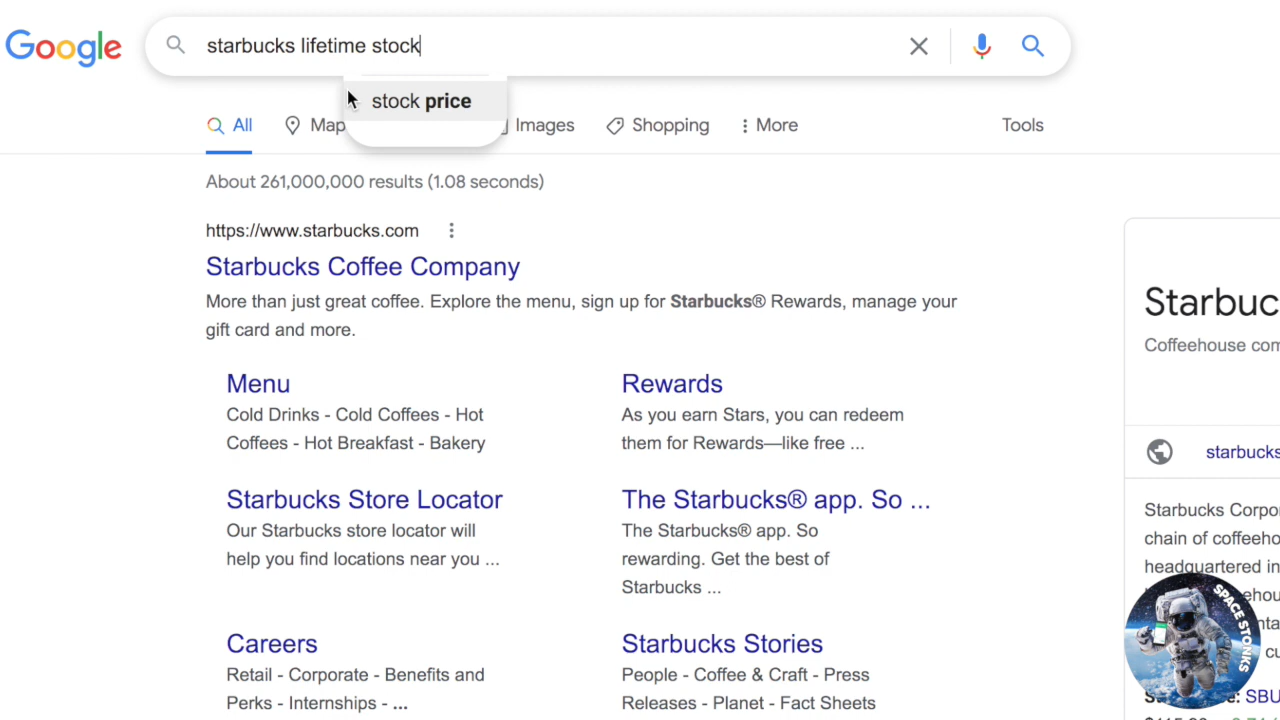 Google
starbucks lifetime stock
stock price
All
Map
Images
Shopping
More
Tools
About 261,000,000 results (1.08 seconds)
https://www.starbucks.com
Starbucks Coffee Company
More than just great coffee. Explore the menu, sign up for Starbucks® Rewards, manage your
gift card and more.
Menu
Cold Drinks - Cold Coffees - Hot
Coffees - Hot Breakfast - Bakery
Rewards
As you earn Stars, you can redeem
them for Rewards—like free ...
Starbucks Store Locator
Our Starbucks store locator will
help you find locations near you ...
The Starbucks® app. So ...
The Starbucks® app. So
rewarding. Get the best of
Starbucks ...
Careers
Retail - Corporate - Benefits and
Perks - Internships - ...
Starbucks Stories
People - Coffee & Craft - Press
Releases - Planet - Fact Sheets
Starbuc
Coffeehouse com
starbucks
Starbucks Corpo
chain of coffeeho
headquartered in
SPACE STONKS
SBU